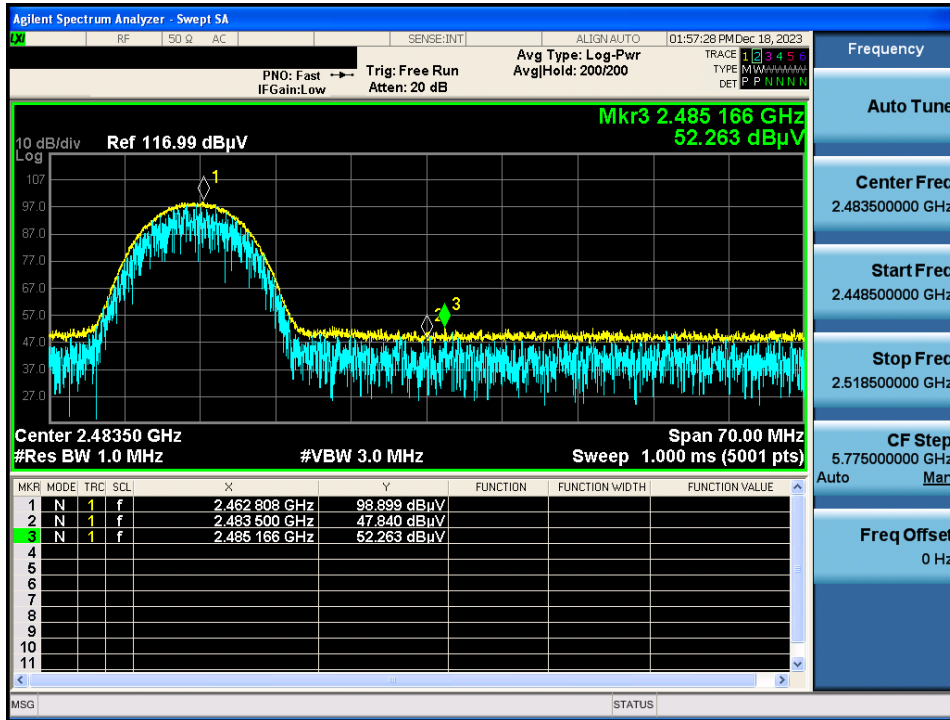 Agilent Spectrum Analyzer - Swept SA
LXI RF 50 Ω AC SENSE:INT ALIGN AUTO 01:57:28 PM Dec 18, 2023
Frequency
PNO: Fast
IFGain:Low
Trig: Free Run
Atten: 20 dB
Avg Type: Log-Pwr
Avg|Hold: 200/200
TRACE 1 2 3 4 5 6
TYPE M W W W W W
DET P P N N N N
Auto Tune
Mkr3 2.485 166 GHz
52.263 dBµV
10 dB/div Ref 116.99 dBµV
Log
107
97.0
87.0
77.0
67.0
57.0
47.0
37.0
27.0
1
2
3
Center 2.48350 GHz Span 70.00 MHz
#Res BW 1.0 MHz #VBW 3.0 MHz Sweep 1.000 ms (5001 pts)
Center Freq
2.483500000 GHz
Start Freq
2.448500000 GHz
Stop Freq
2.518500000 GHz
CF Step
5.775000000 GHz
Auto Man
Freq Offset
0 Hz
MKR MODE TRC SCL X Y FUNCTION FUNCTION WIDTH FUNCTION VALUE
1 N 1 f 2.462 808 GHz 98.899 dBµV
2 N 1 f 2.483 500 GHz 47.840 dBµV
3 N 1 f 2.485 166 GHz 52.263 dBµV
4
5
6
7
8
9
10
11
MSG STATUS